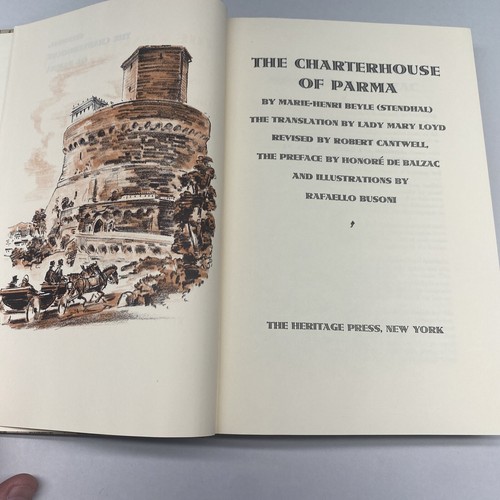 THE CHARTERHOUSE
OF PARMA
BY MARIE-HENRI BEYLE (STENDHAL)
THE TRANSLATION BY LADY MARY LOYD
REVISED BY ROBERT CANTWELL,
THE PREFACE BY HONORÉ DE BALZAC
AND ILLUSTRATIONS BY
RAFAELLO BUSONI
THE HERITAGE PRESS, NEW YORK